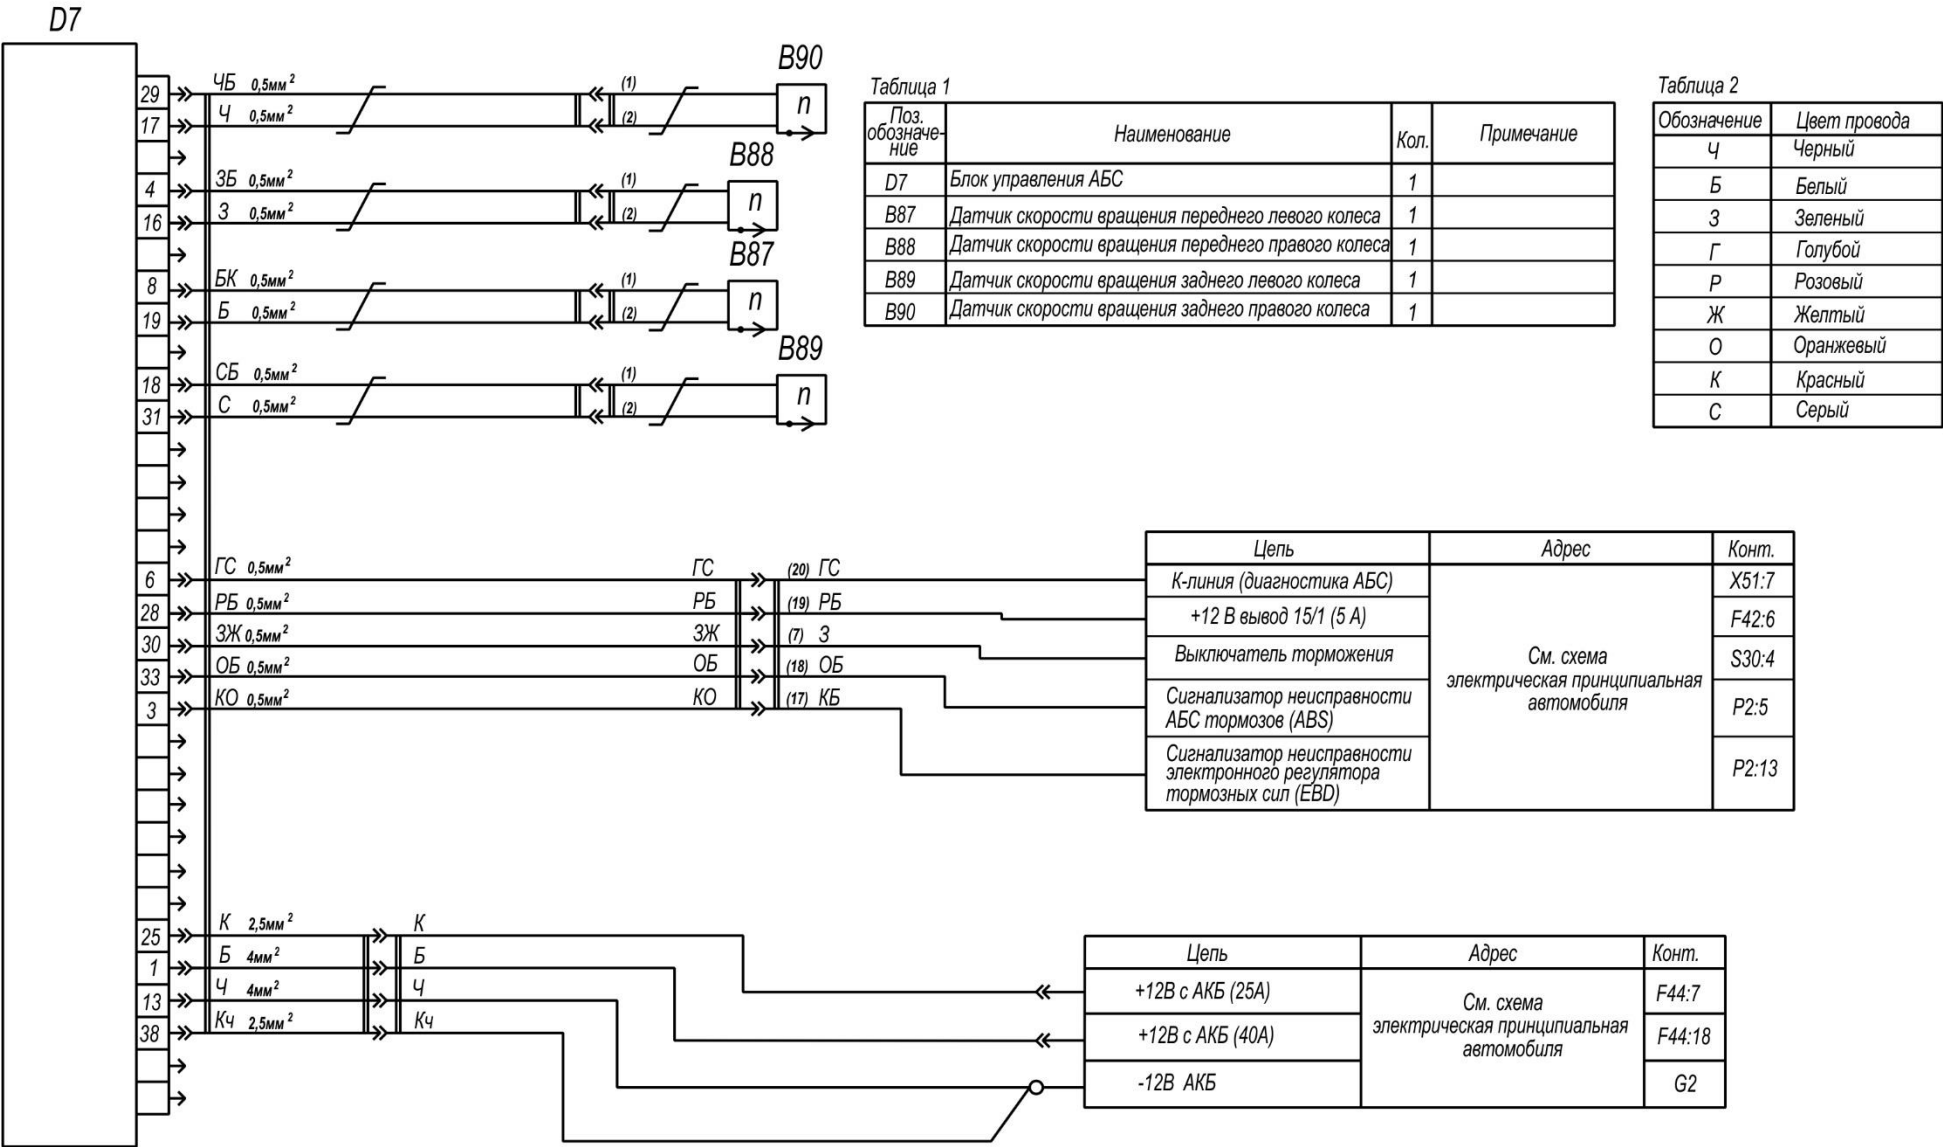 D7
B90
29 ЧБ 0,5мм² (1) n
17 Ч 0,5мм² (2)
B88
4 ЗБ 0,5мм² (1) n
16 З 0,5мм² (2)
B87
8 БК 0,5мм² (1) n
19 Б 0,5мм² (2)
B89
18 СБ 0,5мм² (1) n
31 С 0,5мм² (2)
Таблица 1
Поз. обозначе-ние Наименование Кол. Примечание
D7 Блок управления АБС 1
B87 Датчик скорости вращения переднего левого колеса 1
B88 Датчик скорости вращения переднего правого колеса 1
B89 Датчик скорости вращения заднего левого колеса 1
B90 Датчик скорости вращения заднего правого колеса 1
Таблица 2
Обозначение Цвет провода
Ч Черный
Б Белый
З Зеленый
Г Голубой
Р Розовый
Ж Желтый
О Оранжевый
К Красный
С Серый
6 ГС 0,5мм² ГС (20) ГС
28 РБ 0,5мм² РБ (19) РБ
30 ЗЖ 0,5мм² ЗЖ (7) З
33 ОБ 0,5мм² ОБ (18) ОБ
3 КО 0,5мм² КО (17) КБ
Цепь Адрес Конт.
К-линия (диагностика АБС) X51:7
+12 В вывод 15/1 (5 А) F42:6
Выключатель торможения S30:4
Сигнализатор неисправности
АБС тормозов (ABS) P2:5
Сигнализатор неисправности
электронного регулятора
тормозных сил (EBD) P2:13
См. схема
электрическая принципиальная
автомобиля
25 К 2,5мм² К
1 Б 4мм² Б
13 Ч 4мм² Ч
38 Кч 2,5мм² Кч
Цепь Адрес Конт.
+12В с АКБ (25А) F44:7
+12В с АКБ (40А) F44:18
-12В АКБ G2
См. схема
электрическая принципиальная
автомобиля